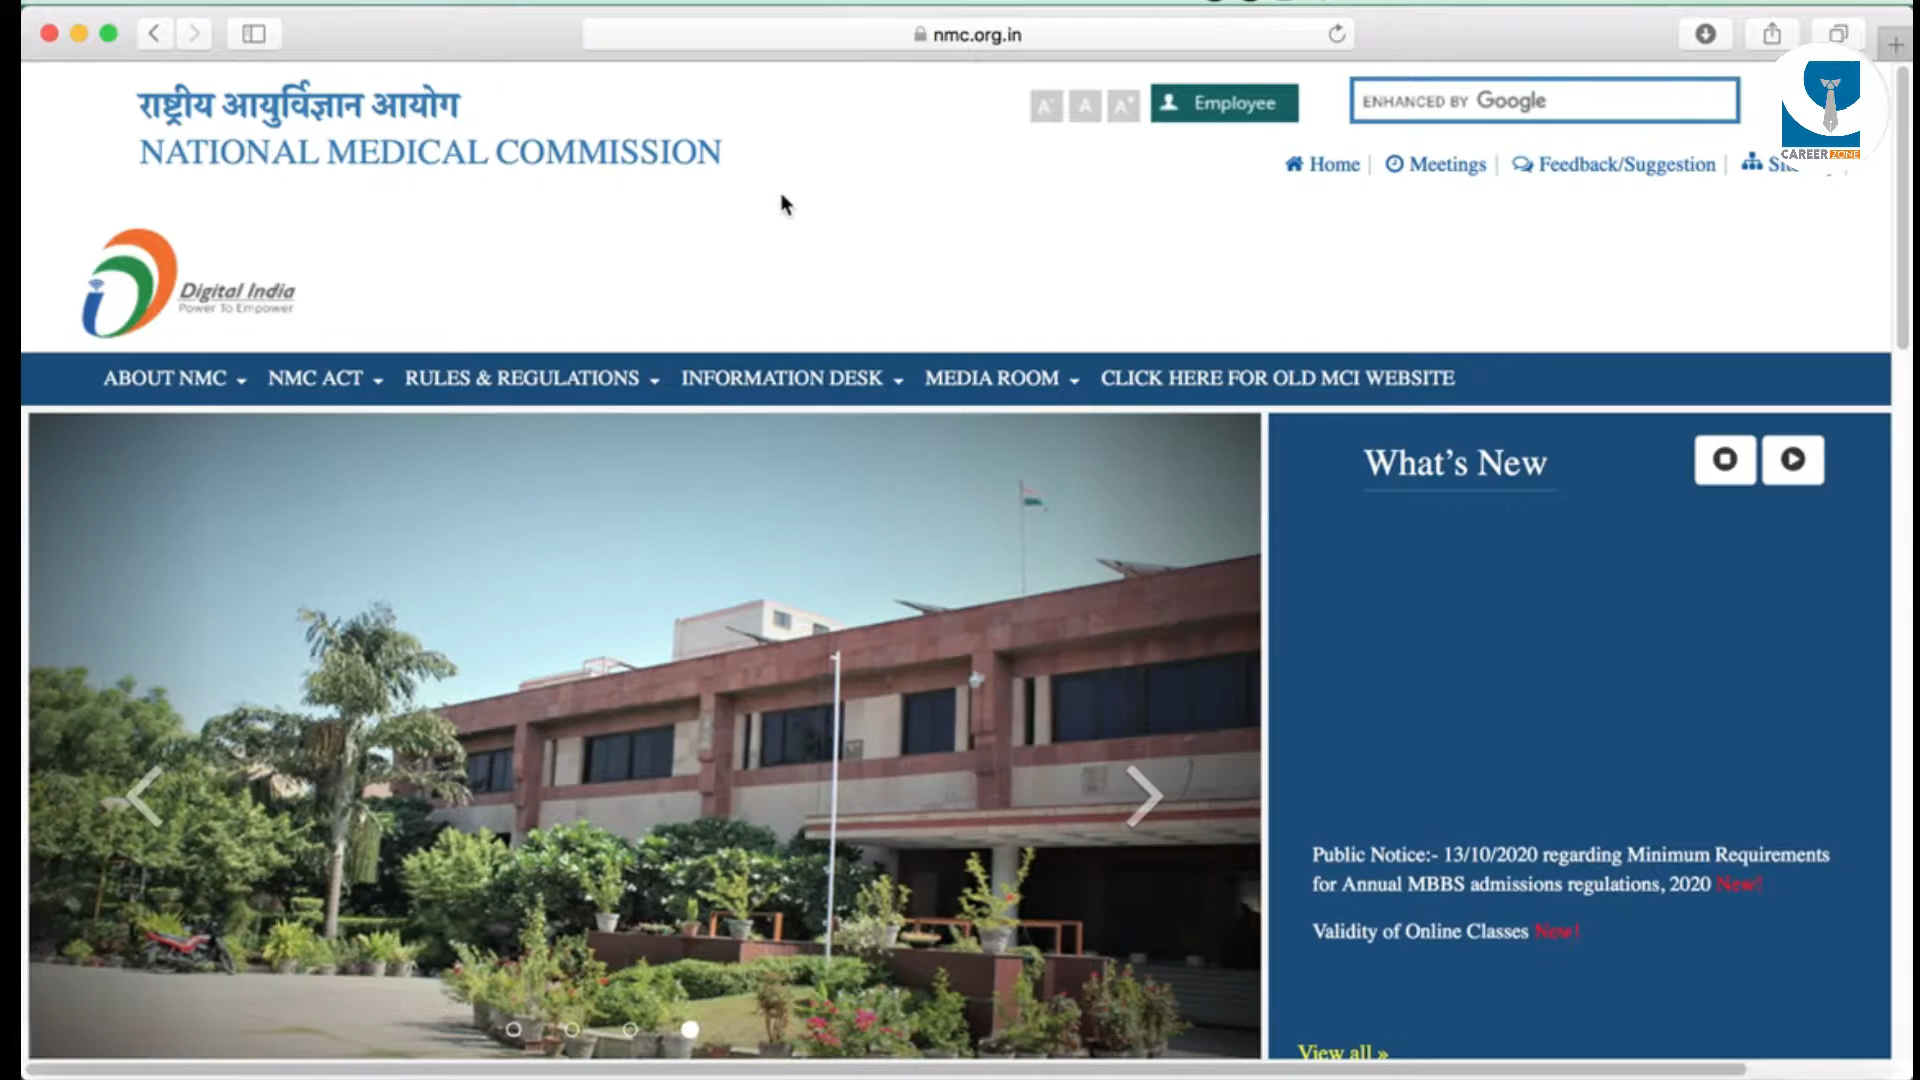 nmc.org.in
राष्ट्रीय आयुर्विज्ञान आयोग
NATIONAL MEDICAL COMMISSION
A-
A
A+
Employee
ENHANCED BY Google
CAREER ZONE
Home
Meetings
Feedback/Suggestion
Digital India
Power To Empower
ABOUT NMC
NMC ACT
RULES & REGULATIONS
INFORMATION DESK
MEDIA ROOM
CLICK HERE FOR OLD MCI WEBSITE
What's New
Public Notice:- 13/10/2020 regarding Minimum Requirements
for Annual MBBS admissions regulations, 2020 New!
Validity of Online Classes New!
View all »